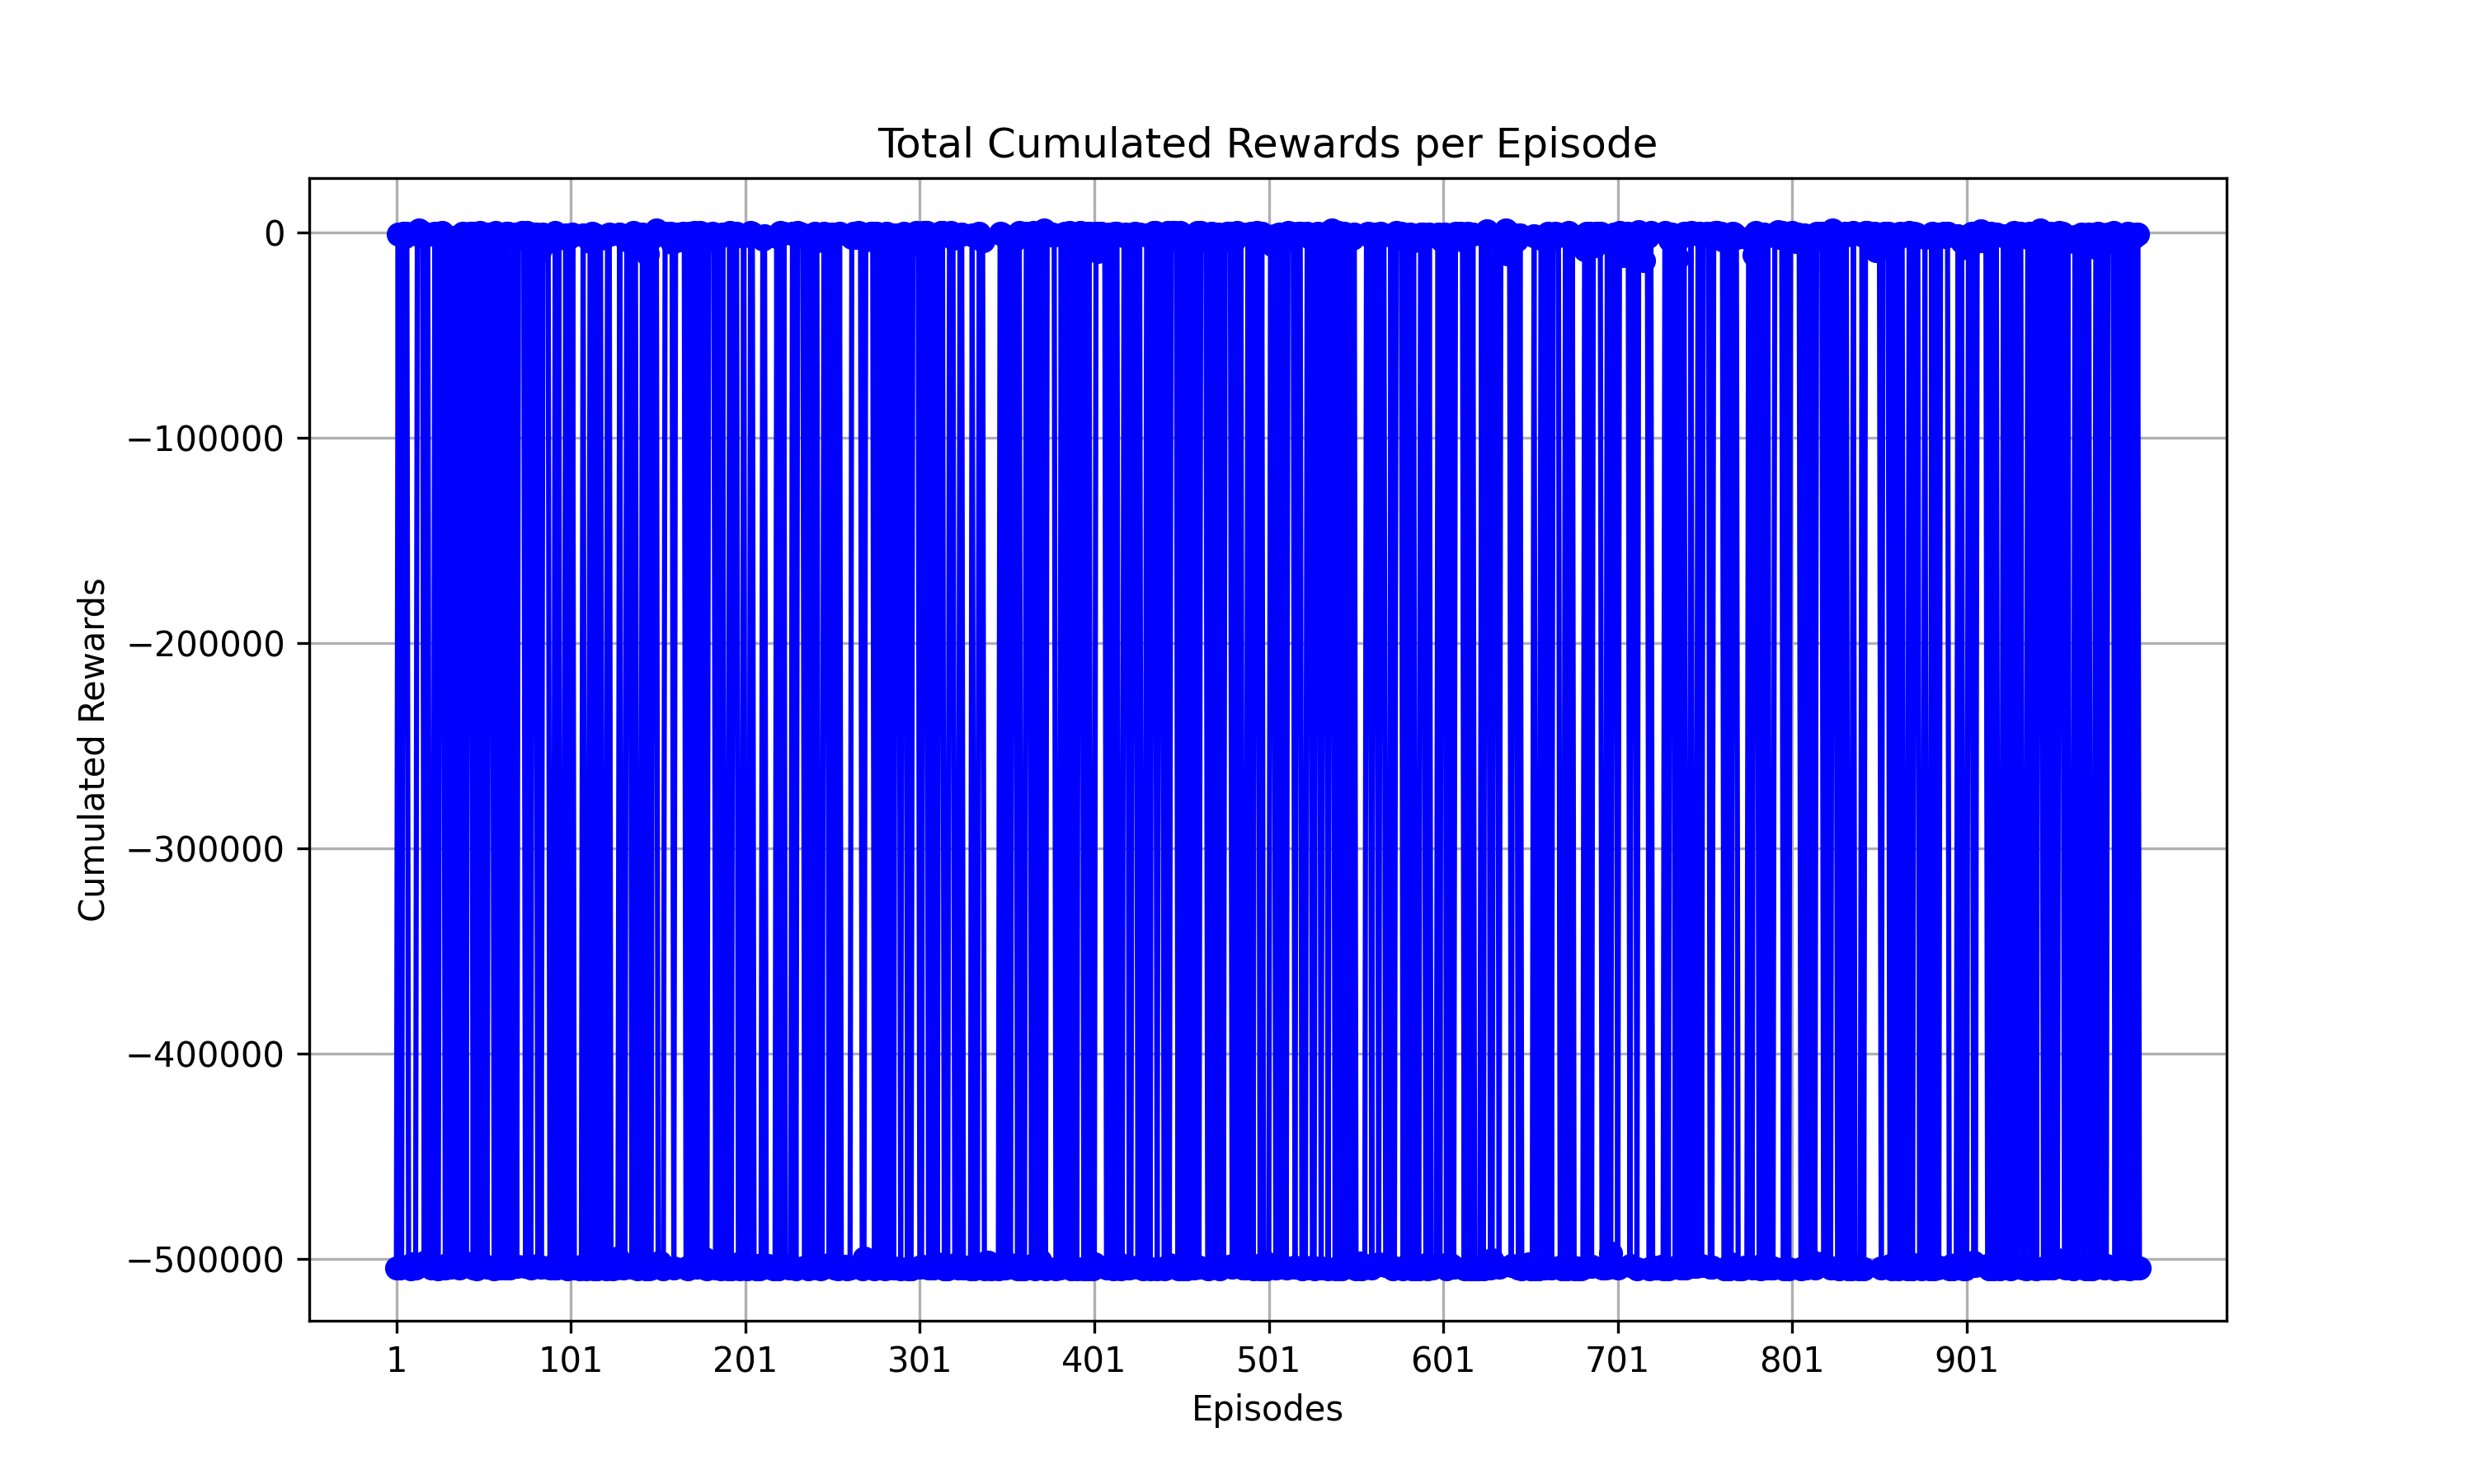 Total Cumulated Rewards per Episode
0
−100000
−200000
−300000
−400000
−500000
Cumulated Rewards
1 101 201 301 401 501 601 701 801 901
Episodes